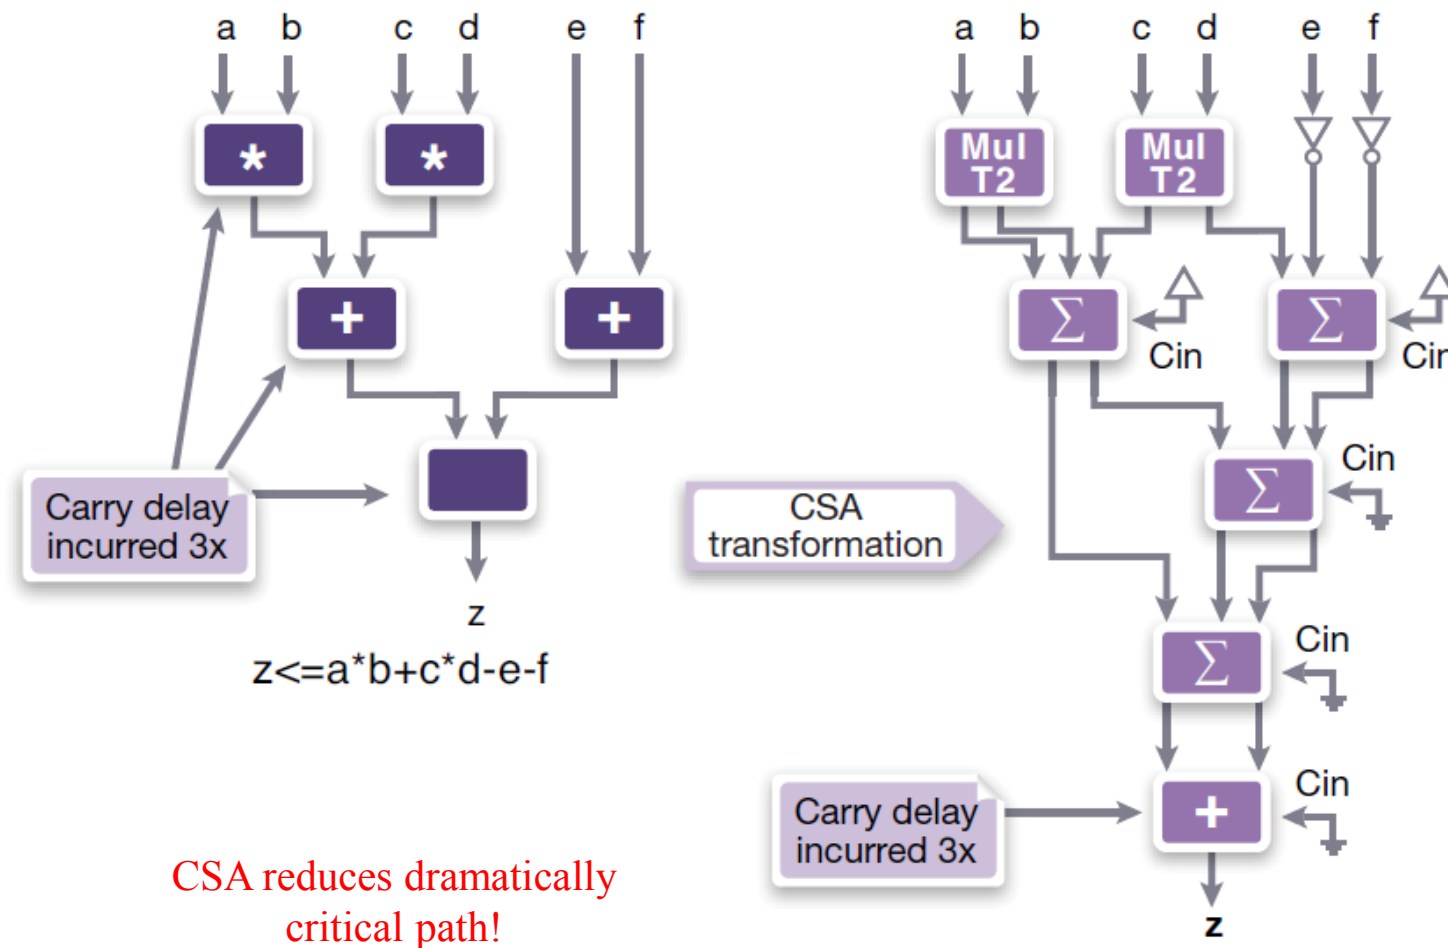 a b c d e f
* *
+ +
Carry delay
incurred 3x
z
z<=a*b+c*d-e-f
CSA reduces dramatically
critical path!
CSA
transformation
a b c d e f
Mul
T2
Mul
T2
Σ Σ
Cin Cin
Σ
Cin
Σ
Cin
Carry delay
incurred 3x
+
Cin
z